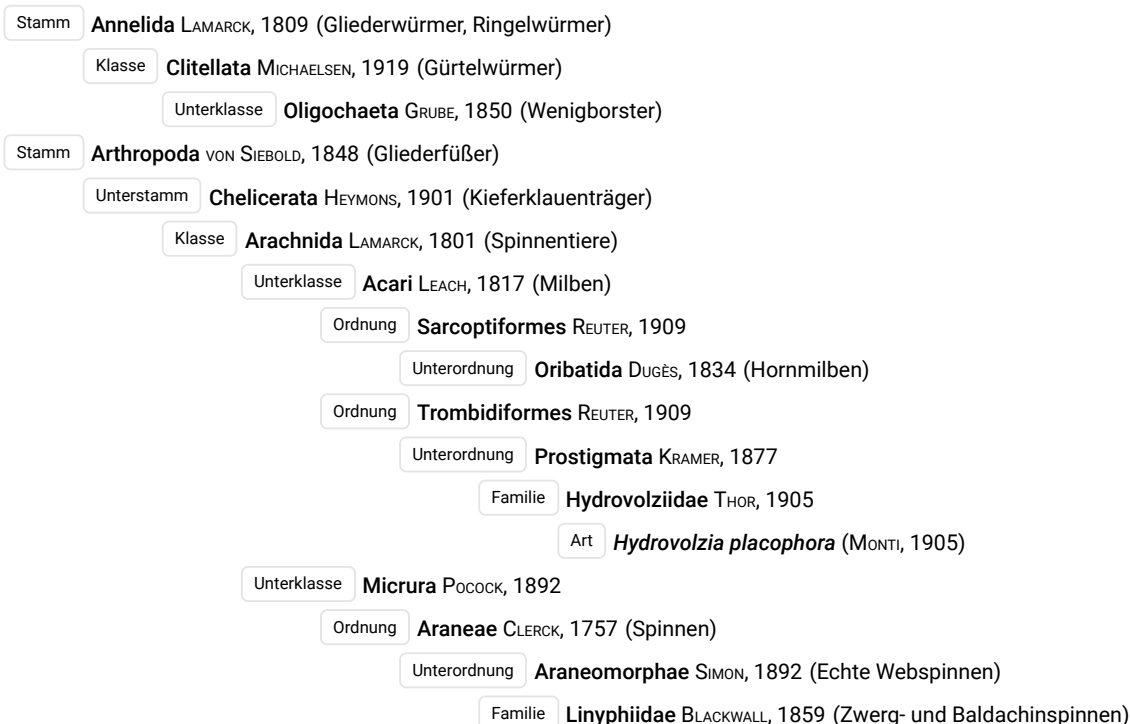 Stamm Annelida Lamarck, 1809 (Gliederwürmer, Ringelwürmer)
Klasse Clitellata Michaelsen, 1919 (Gürtelwürmer)
Unterklasse Oligochaeta Grube, 1850 (Wenigborster)
Stamm Arthropoda von Siebold, 1848 (Gliederfüßer)
Unterstamm Chelicerata Heymons, 1901 (Kieferklauenträger)
Klasse Arachnida Lamarck, 1801 (Spinnentiere)
Unterklasse Acari Leach, 1817 (Milben)
Ordnung Sarcoptiformes Reuter, 1909
Unterordnung Oribatida Dugès, 1834 (Hornmilben)
Ordnung Trombidiformes Reuter, 1909
Unterordnung Prostigmata Kramer, 1877
Familie Hydrovolziidae Thor, 1905
Art Hydrovolzia placophora (Monti, 1905)
Unterklasse Micrura Pocock, 1892
Ordnung Araneae Clerck, 1757 (Spinnen)
Unterordnung Araneomorphae Simon, 1892 (Echte Webspinnen)
Familie Linyphiidae Blackwall, 1859 (Zwerg- und Baldachinspinnen)